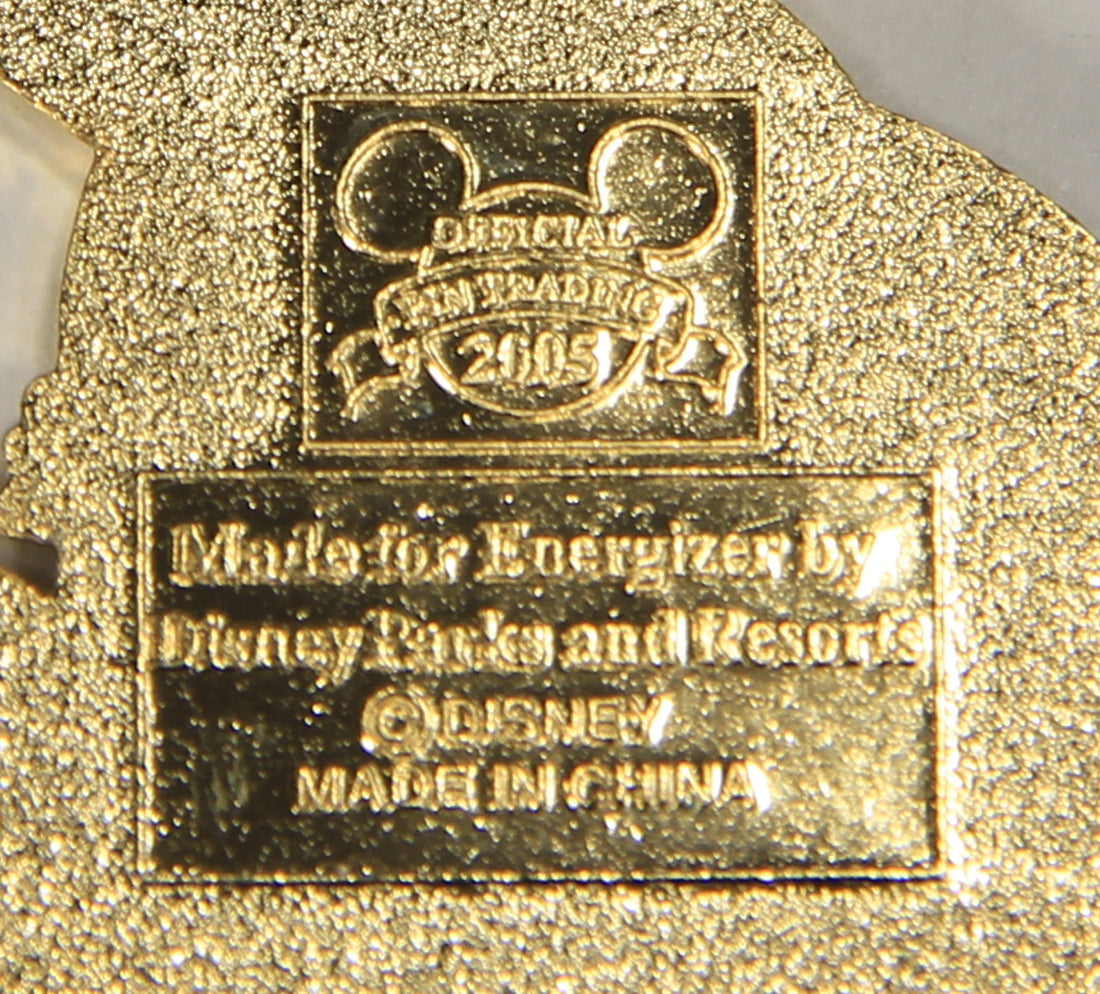 OFFICIAL
PIN TRADING
2005
Made for Energizer by
Disney Parks and Resorts
©DISNEY
MADE IN CHINA